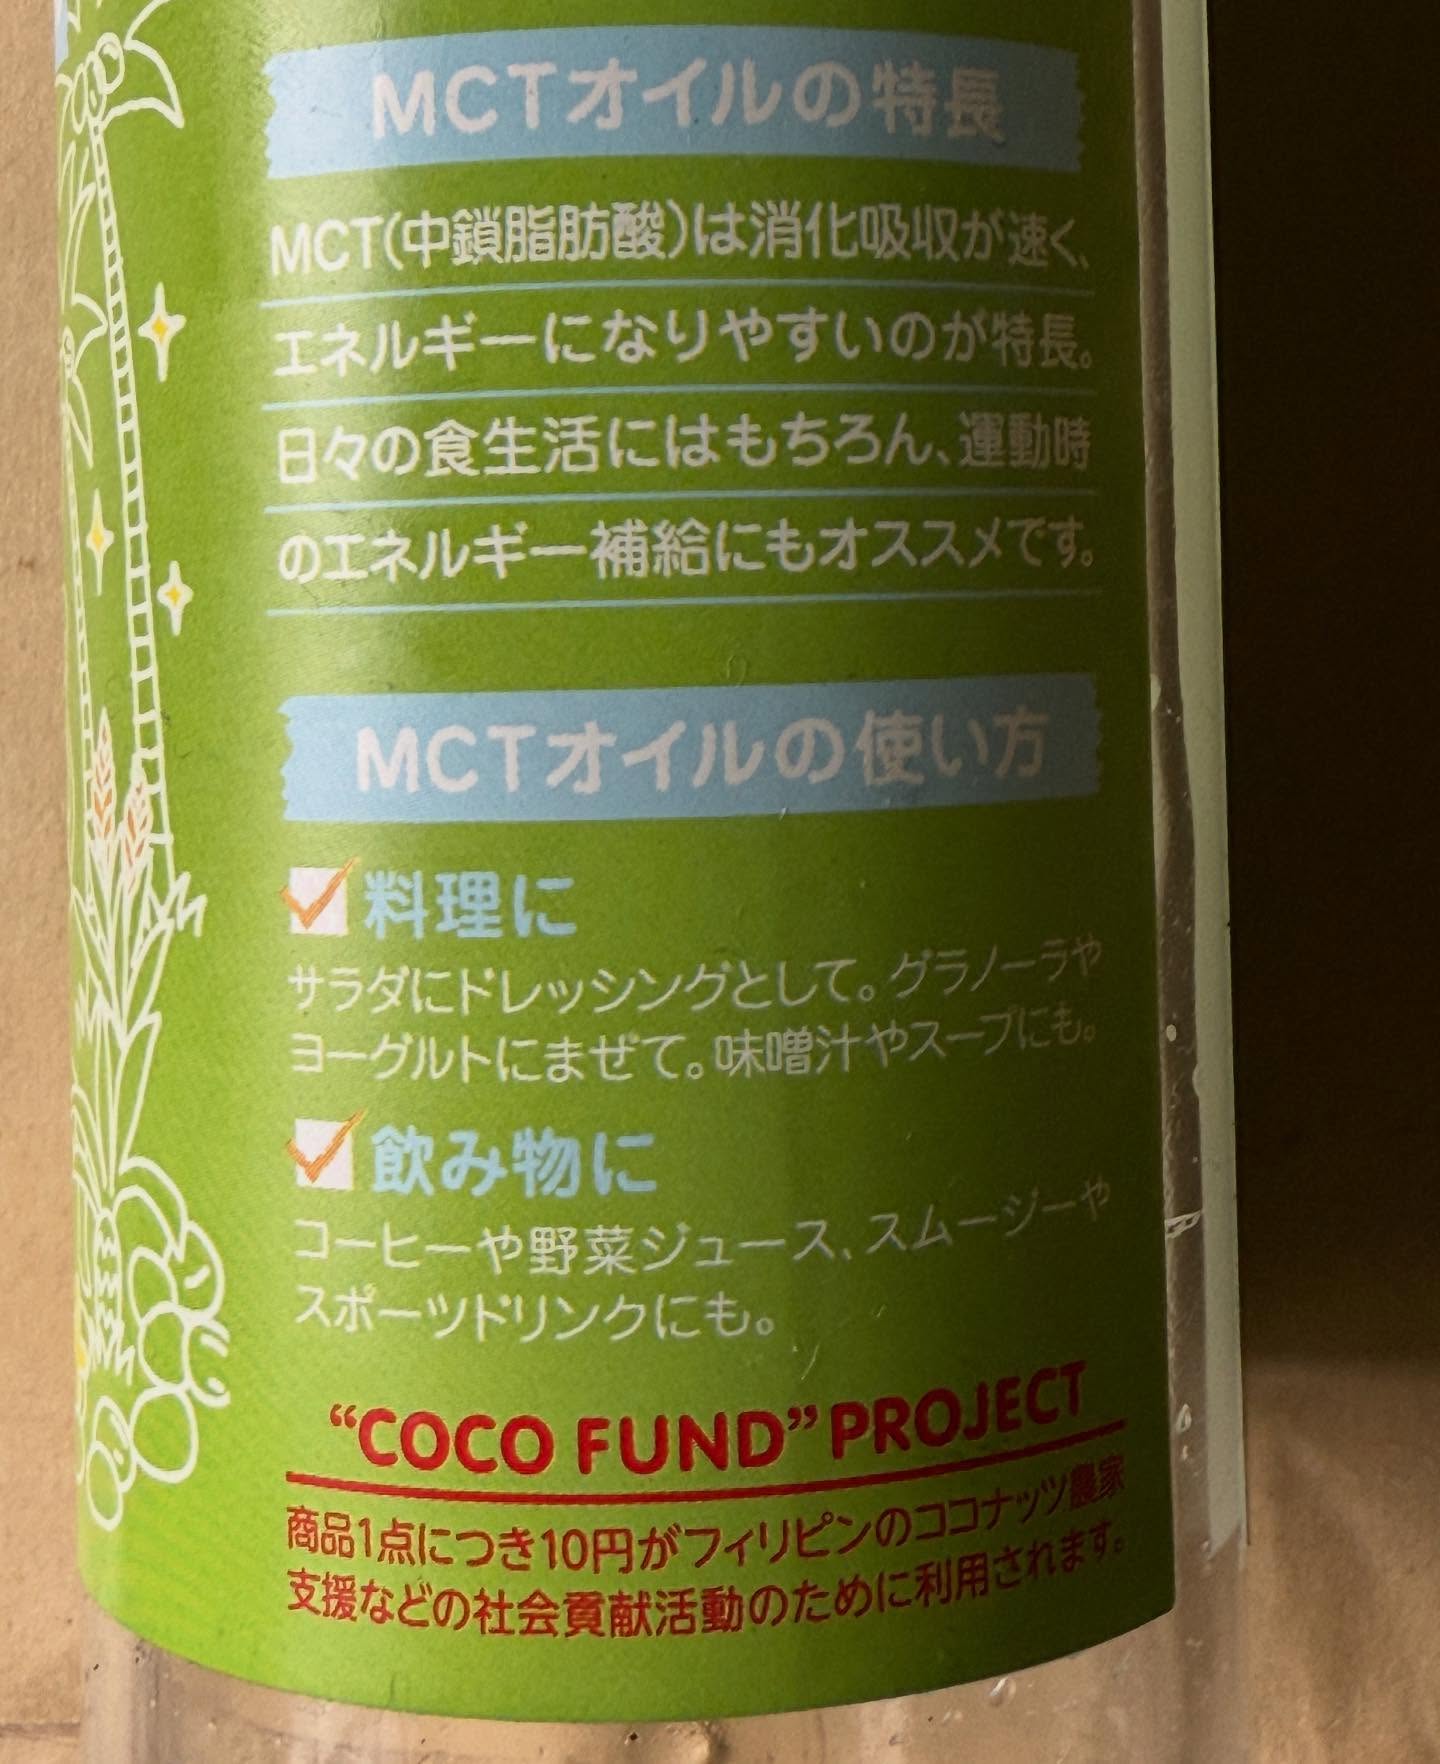 MCTオイルの特長
MCT(中鎖脂肪酸)は消化吸収が速く、
エネルギーになりやすいのが特長。
日々の食生活にはもちろん、運動時
のエネルギー補給にもオススメです。
MCTオイルの使い方
料理に
サラダにドレッシングとして。グラノーラや
ヨーグルトにまぜて。味噌汁やスープにも。
飲み物に
コーヒーや野菜ジュース、スムージーや
スポーツドリンクにも。
“COCO FUND”PROJECT
商品1点につき10円がフィリピンのココナッツ農家
支援などの社会貢献活動のために利用されます。